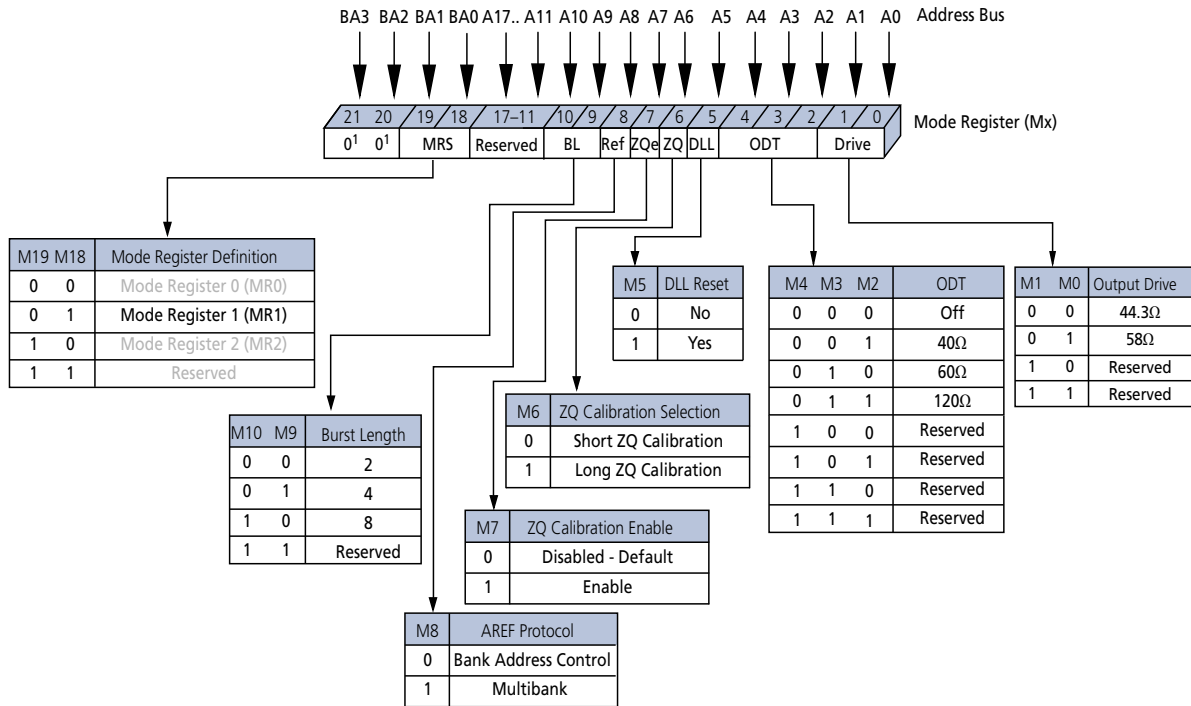 BA3 BA2 BA1 BA0 A17.. A11 A10 A9 A8 A7 A6 A5 A4 A3 A2 A1 A0 Address Bus
21 20 19 18 17–11 10 9 8 7 6 5 4 3 2 1 0 Mode Register (Mx)
0¹ 0¹ MRS Reserved BL Ref ZQe ZQ DLL ODT Drive
M19 M18 Mode Register Definition
0 0 Mode Register 0 (MR0)
0 1 Mode Register 1 (MR1)
1 0 Mode Register 2 (MR2)
1 1 Reserved
M10 M9 Burst Length
0 0 2
0 1 4
1 0 8
1 1 Reserved
M8 AREF Protocol
0 Bank Address Control
1 Multibank
M7 ZQ Calibration Enable
0 Disabled - Default
1 Enable
M6 ZQ Calibration Selection
0 Short ZQ Calibration
1 Long ZQ Calibration
M5 DLL Reset
0 No
1 Yes
M4 M3 M2 ODT
0 0 0 Off
0 0 1 40Ω
0 1 0 60Ω
0 1 1 120Ω
1 0 0 Reserved
1 0 1 Reserved
1 1 0 Reserved
1 1 1 Reserved
M1 M0 Output Drive
0 0 44.3Ω
0 1 58Ω
1 0 Reserved
1 1 Reserved